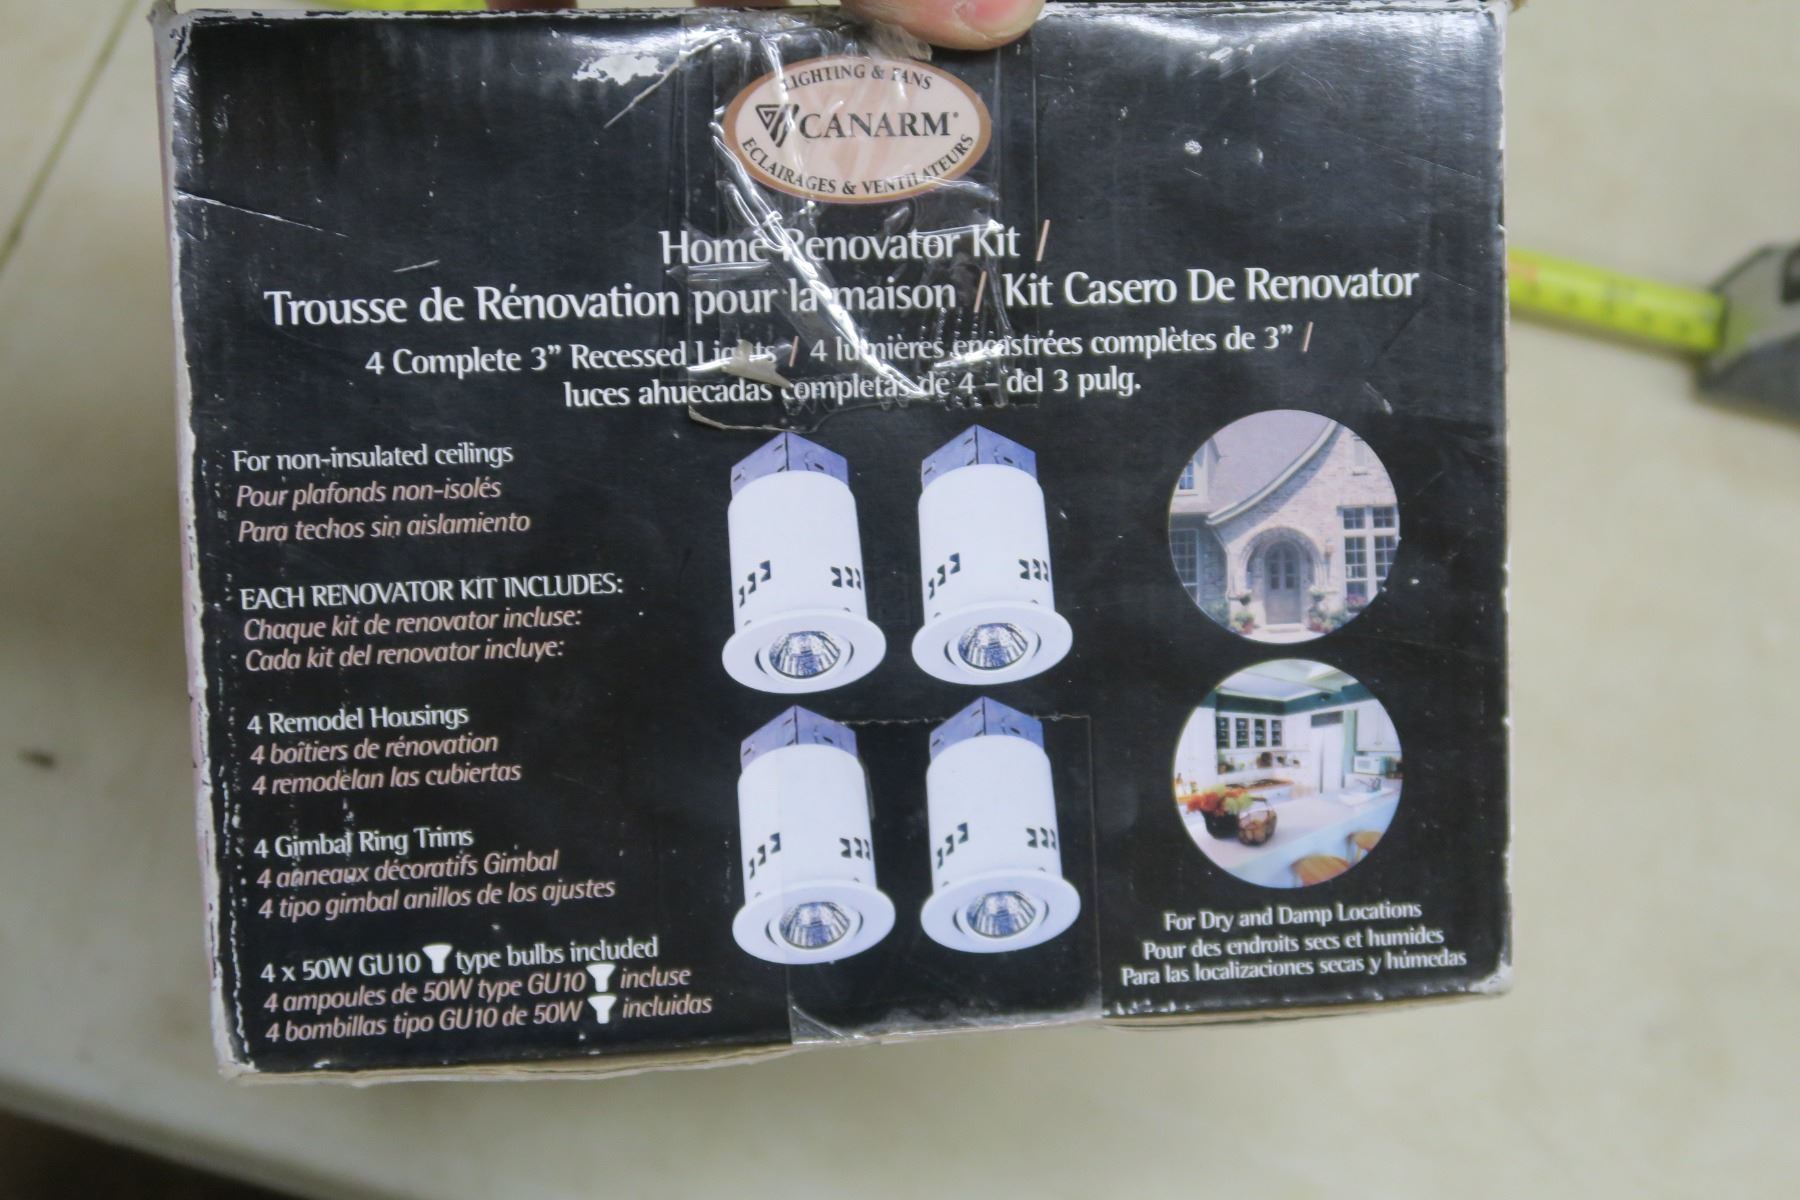 LIGHTING & FANS
CANARM®
ECLAIRAGES & VENTILATEURS
Home Renovator Kit /
Trousse de Rénovation pour la maison / Kit Casero De Renovator
4 Complete 3” Recessed Lights / 4 lumières encastrées complètes de 3” /
luces ahuecadas completas de 4 – del 3 pulg.
For non-insulated ceilings
Pour plafonds non-isolés
Para techos sin aislamiento
EACH RENOVATOR KIT INCLUDES:
Chaque kit de renovator incluse:
Cada kit del renovator incluye:
4 Remodel Housings
4 boîtiers de rénovation
4 remodelan las cubiertas
4 Gimbal Ring Trims
4 anneaux décoratifs Gimbal
4 tipo gimbal anillos de los ajustes
4 x 50W GU10 type bulbs included
4 ampoules de 50W type GU10 incluse
4 bombillas tipo GU10 de 50W incluidas
For Dry and Damp Locations
Pour des endroits secs et humides
Para las localizaciones secas y húmedas